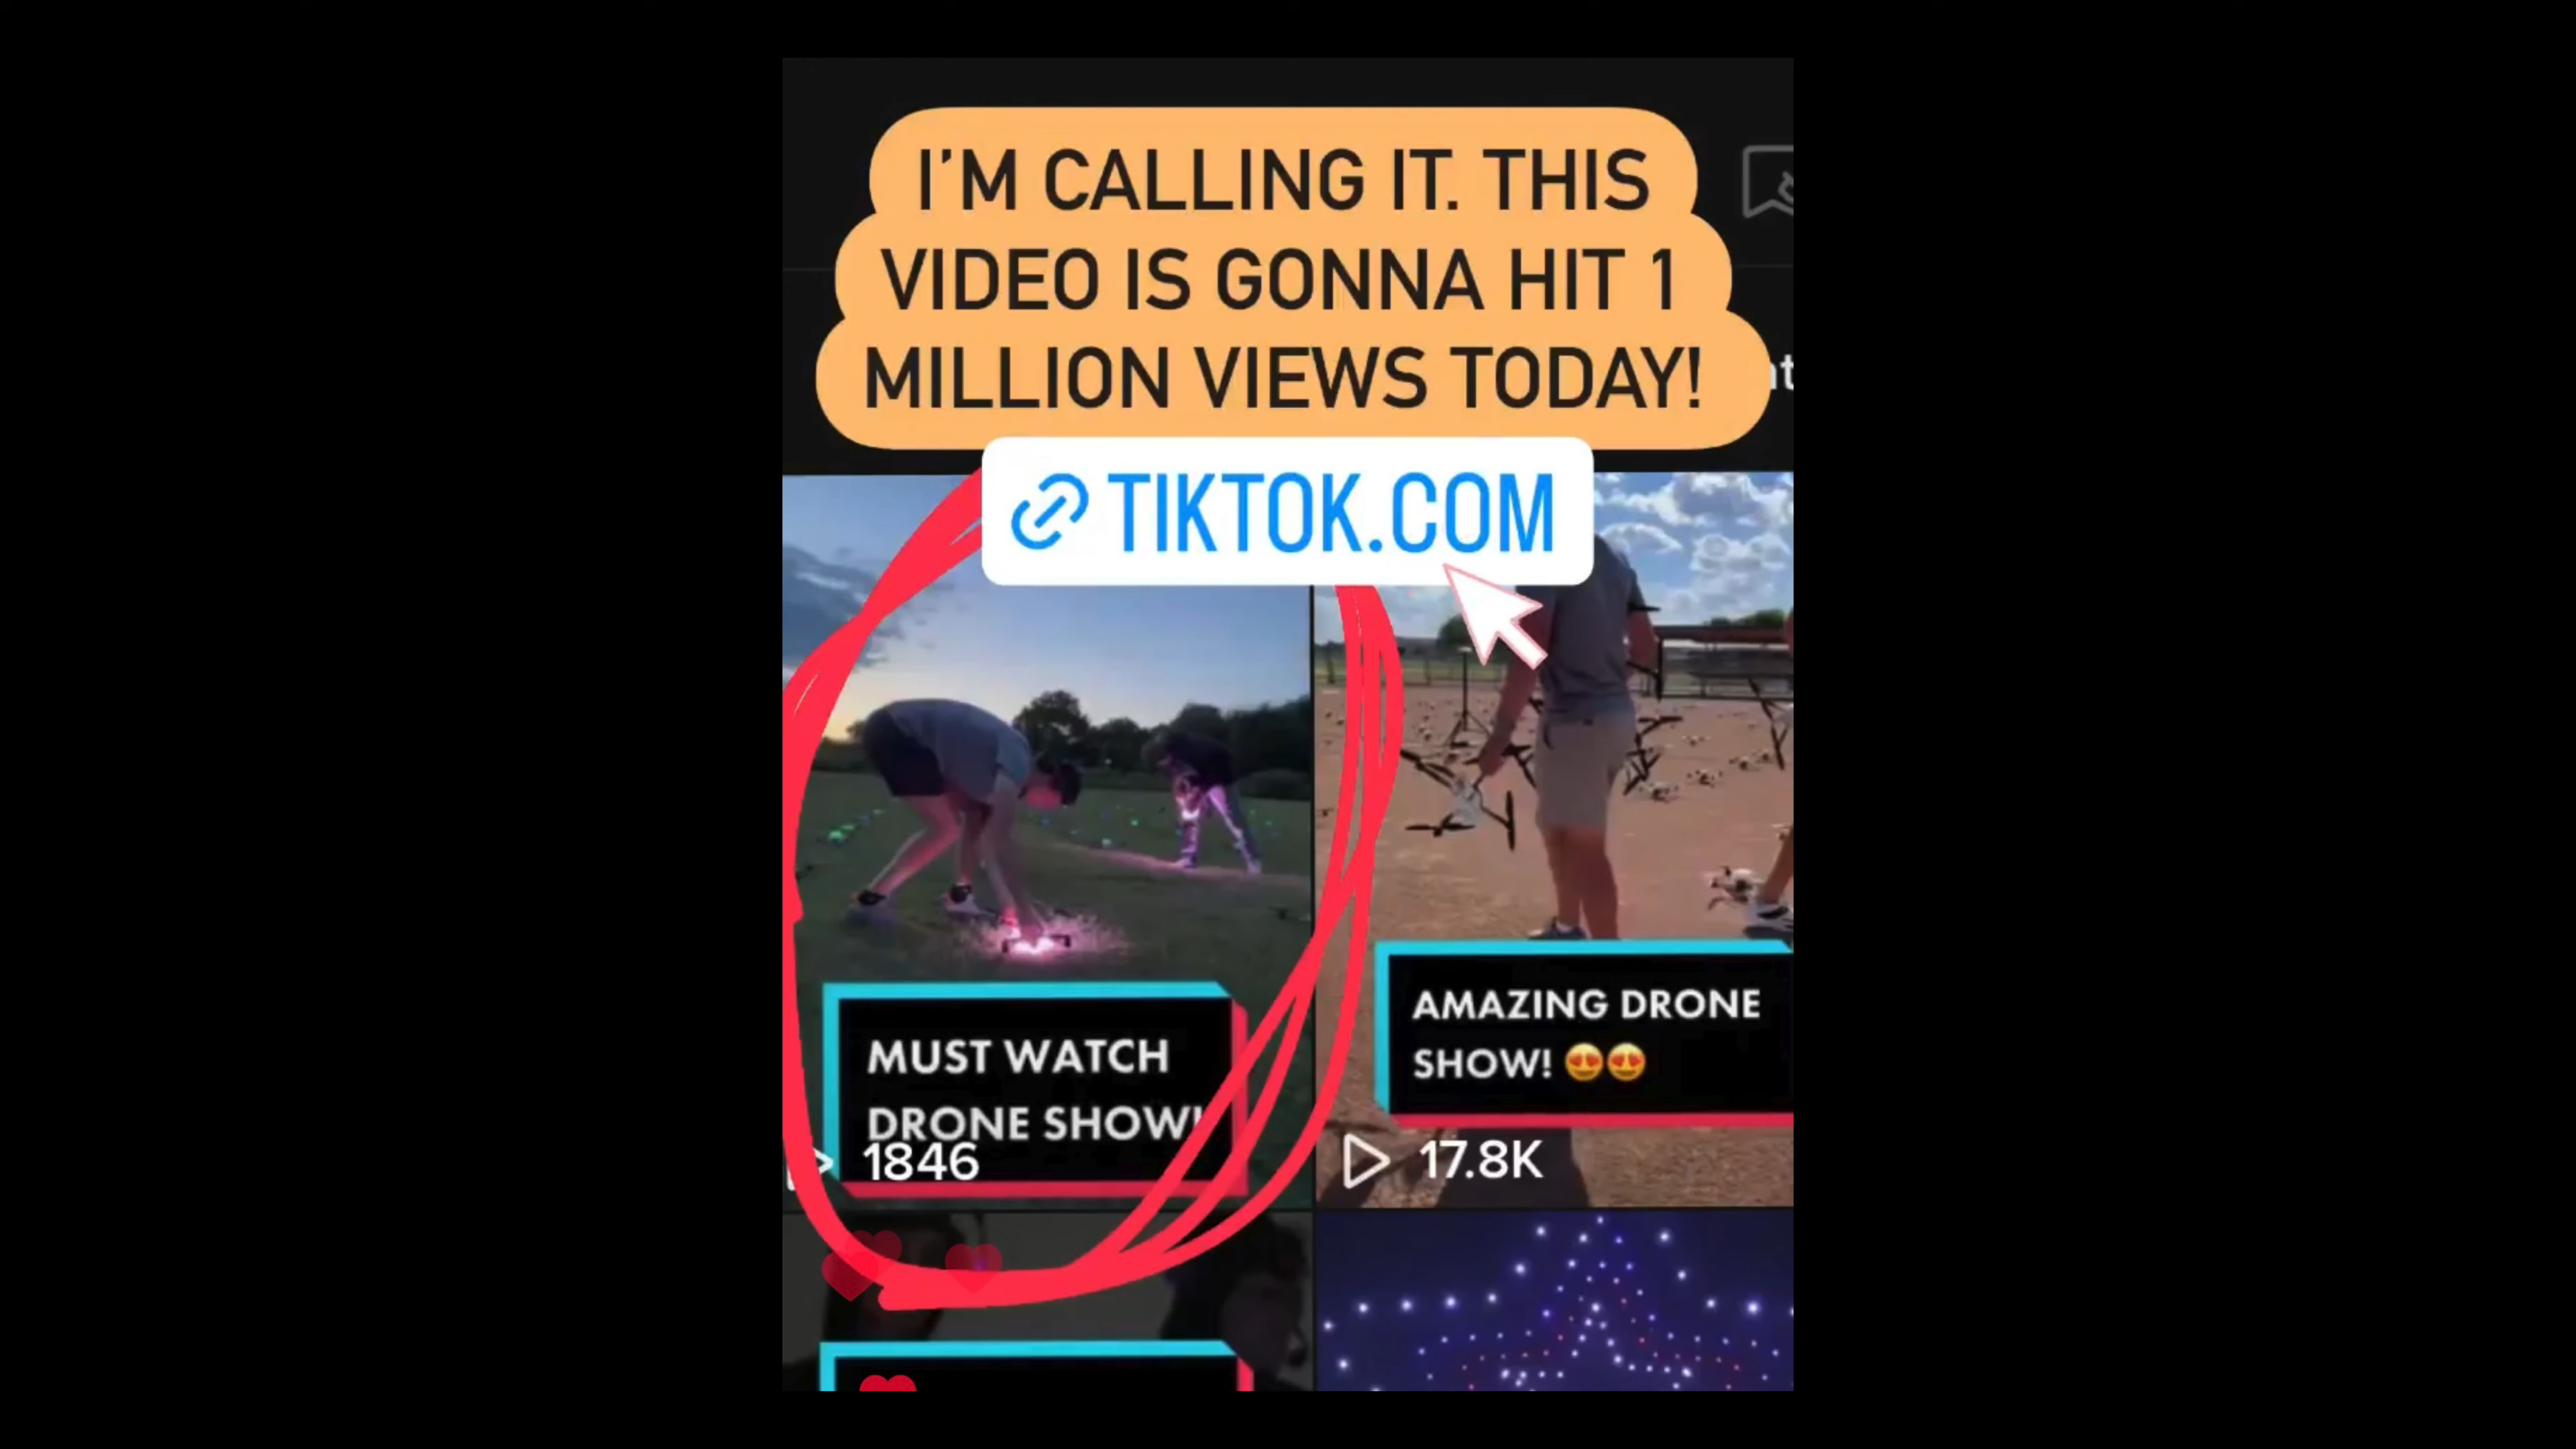 I'M CALLING IT. THIS
VIDEO IS GONNA HIT 1
MILLION VIEWS TODAY!
TIKTOK.COM
MUST WATCH
DRONE SHOW!
1846
AMAZING DRONE
SHOW! 😍😍
17.8K